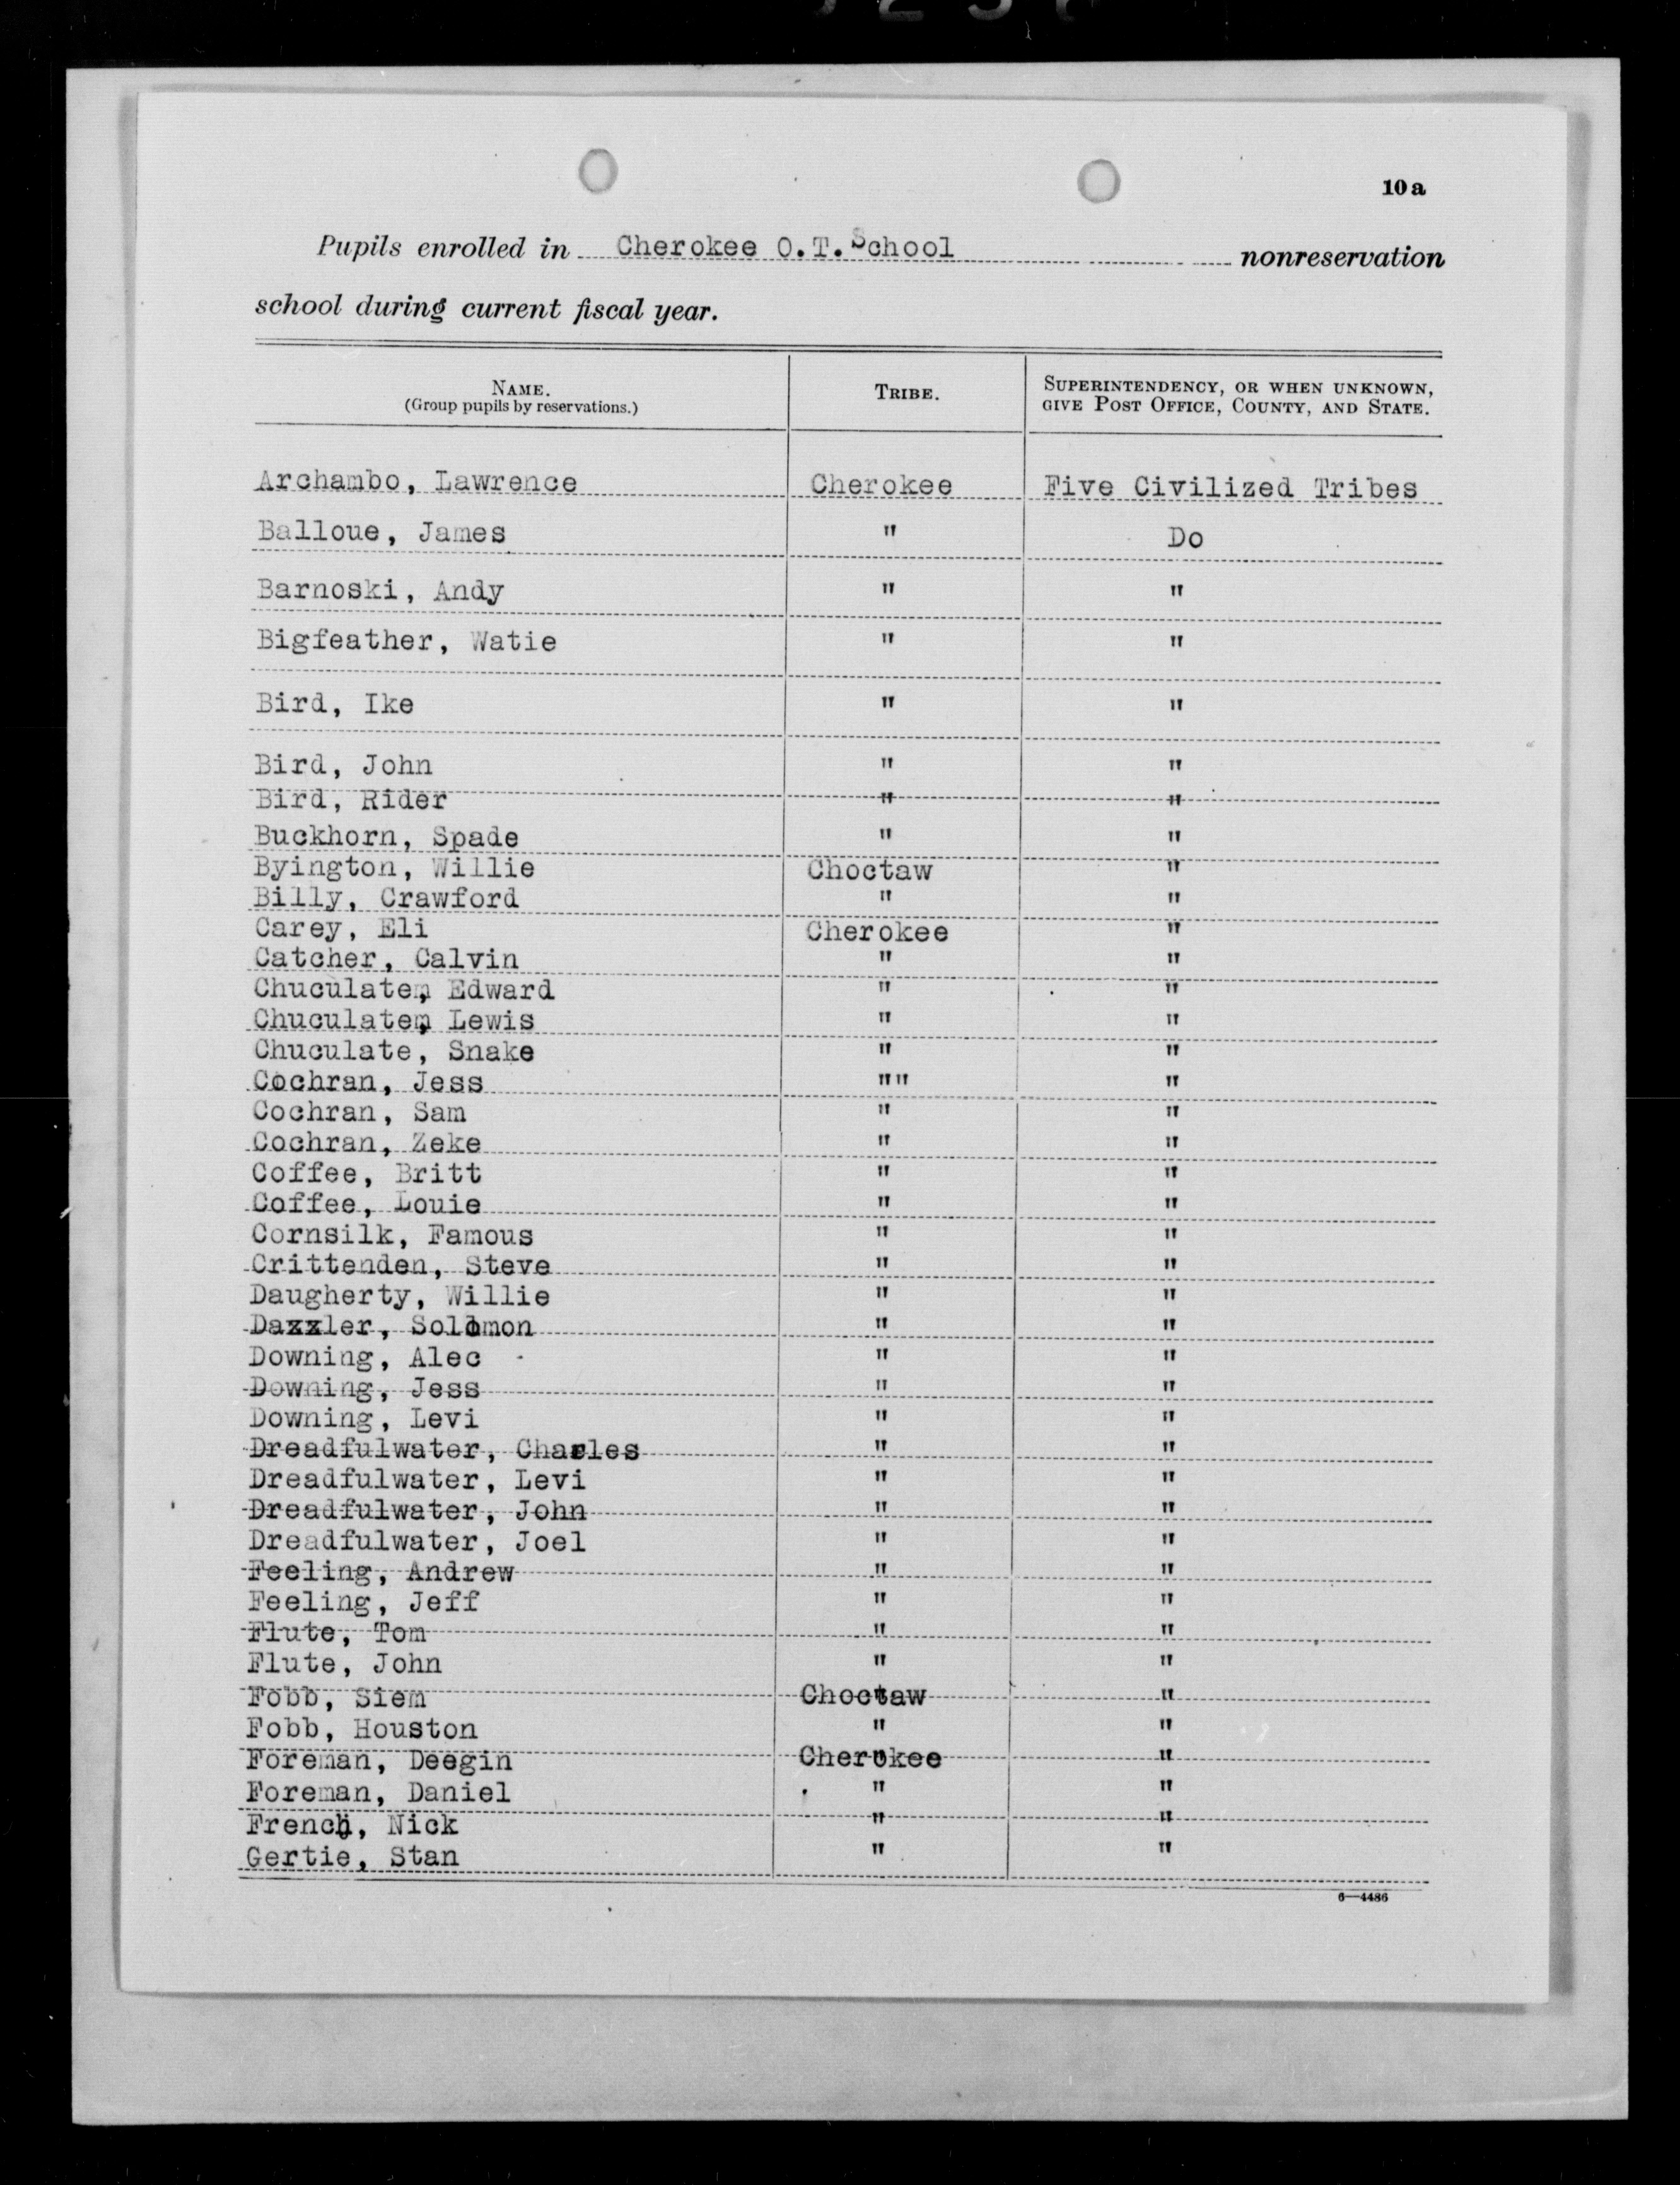 10a
Pupils enrolled in Cherokee O.T. School nonreservation
school during current fiscal year.
NAME. TRIBE. SUPERINTENDENCY, OR WHEN UNKNOWN,
(Group pupils by reservations.) GIVE POST OFFICE, COUNTY, AND STATE.
Archambo, Lawrence Cherokee Five Civilized Tribes
Balloue, James " Do
Barnoski, Andy " "
Bigfeather, Watie " "
Bird, Ike " "
Bird, John " "
Bird, Rider " "
Buckhorn, Spade " "
Byington, Willie Choctaw "
Billy, Crawford " "
Carey, Eli Cherokee "
Catcher, Calvin " "
Chuculate, Edward " "
Chuculate, Lewis " "
Chuculate, Snake " "
Cochran, Jess "" "
Cochran, Sam " "
Cochran, Zeke " "
Coffee, Britt " "
Coffee, Louie " "
Cornsilk, Famous " "
Crittenden, Steve " "
Daugherty, Willie " "
Dazzler, Solomon " "
Downing, Alec " "
Downing, Jess " "
Downing, Levi " "
Dreadfulwater, Charles " "
Dreadfulwater, Levi " "
Dreadfulwater, John " "
Dreadfulwater, Joel " "
Feeling, Andrew " "
Feeling, Jeff " "
Flute, Tom " "
Flute, John " "
Fobb, Siem Choctaw "
Fobb, Houston " "
Foreman, Deegin Cherokee "
Foreman, Daniel " "
French, Nick " "
Gertie, Stan " "
6—4486